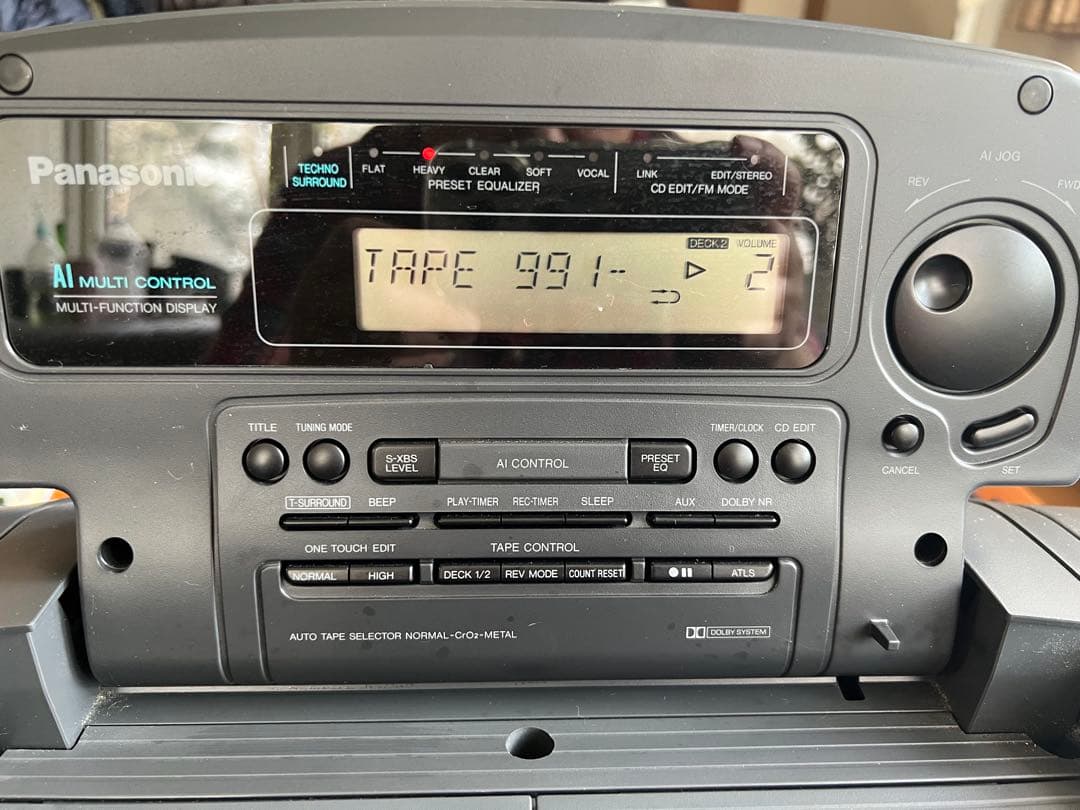 AI JOG
REV FWD
Panasonic
TECHNO SURROUND
FLAT HEAVY CLEAR SOFT VOCAL
PRESET EQUALIZER
LINK EDIT/STEREO
CD EDIT/FM MODE
DECK 2 VOLUME
TAPE 991- 2
AI MULTI CONTROL
MULTI-FUNCTION DISPLAY
TITLE TUNING MODE TIMER/CLOCK CD EDIT
S-XBS LEVEL AI CONTROL PRESET EQ
CANCEL SET
T-SURROUND BEEP PLAY-TIMER REC-TIMER SLEEP AUX DOLBY NR
ONE TOUCH EDIT TAPE CONTROL
NORMAL HIGH DECK 1/2 REV MODE COUNT RESET ATLS
AUTO TAPE SELECTOR NORMAL-CrO2-METAL
DOLBY SYSTEM